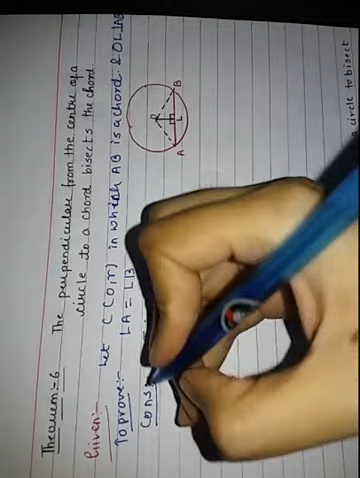 Theorem:-6 The perpendicular from the centre of a
circle to a chord bisects the chord.
Given:- Let C(O,r) in which AB is a chord & OL⊥AB
To prove:- LA = LB
Cons
A
L
B
a circle to bisect